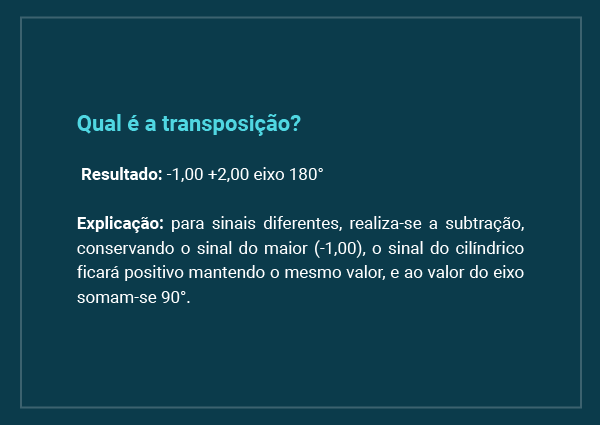 Qual é a transposição?
Resultado: -1,00 +2,00 eixo 180°
Explicação: para sinais diferentes, realiza-se a subtração,
conservando o sinal do maior (-1,00), o sinal do cilíndrico
ficará positivo mantendo o mesmo valor, e ao valor do eixo
somam-se 90°.